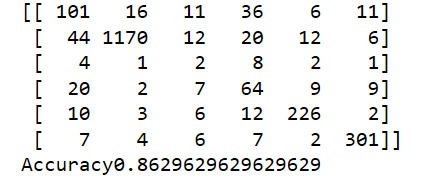 [[ 101 16 11 36 6 11]
[ 44 1170 12 20 12 6]
[ 4 1 2 8 2 1]
[ 20 2 7 64 9 9]
[ 10 3 6 12 226 2]
[ 7 4 6 7 2 301]]
Accuracy0.8629629629629629